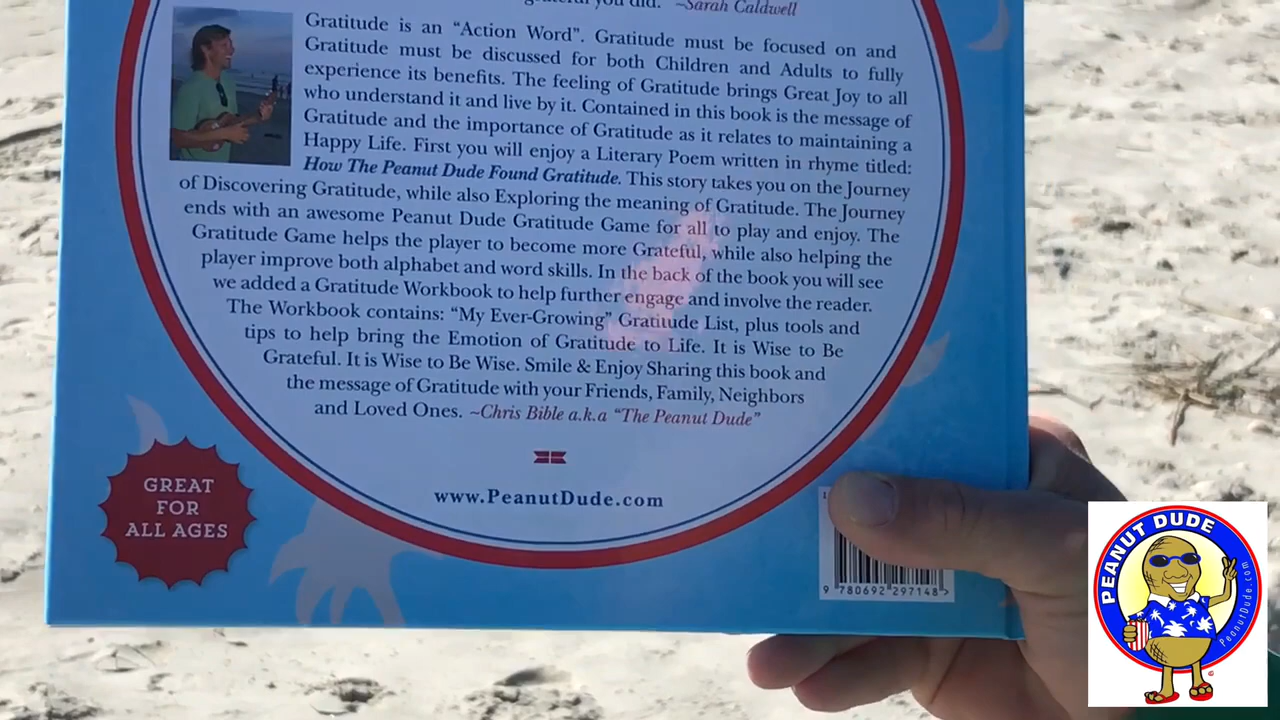 grateful you did." ~Sarah Caldwell
Gratitude is an “Action Word”. Gratitude must be focused on and
Gratitude must be discussed for both Children and Adults to fully
experience its benefits. The feeling of Gratitude brings Great Joy to all
who understand it and live by it. Contained in this book is the message of
Gratitude and the importance of Gratitude as it relates to maintaining a
Happy Life. First you will enjoy a Literary Poem written in rhyme titled:
How The Peanut Dude Found Gratitude. This story takes you on the Journey
of Discovering Gratitude, while also Exploring the meaning of Gratitude. The Journey
ends with an awesome Peanut Dude Gratitude Game for all to play and enjoy. The
Gratitude Game helps the player to become more Grateful, while also helping the
player improve both alphabet and word skills. In the back of the book you will see
we added a Gratitude Workbook to help further engage and involve the reader.
The Workbook contains: “My Ever-Growing” Gratitude List, plus tools and
tips to help bring the Emotion of Gratitude to Life. It is Wise to Be
Grateful. It is Wise to Be Wise. Smile & Enjoy Sharing this book and
the message of Gratitude with your Friends, Family, Neighbors
and Loved Ones. ~Chris Bible a.k.a “The Peanut Dude”
www.PeanutDude.com
GREAT
FOR
ALL AGES
9 780692 297148 >
PEANUT DUDE
PeanutDude.com